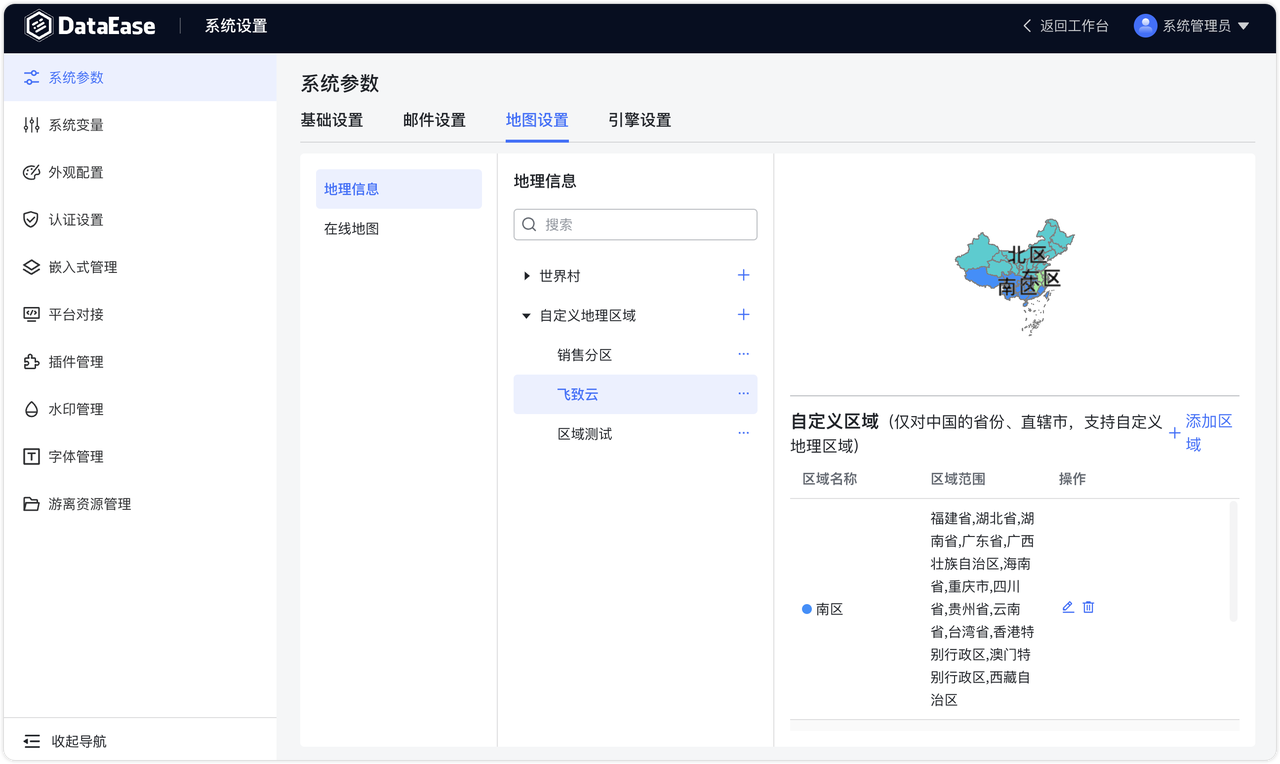 DataEase
系统设置
返回工作台
系统管理员
系统参数
系统变量
外观配置
认证设置
嵌入式管理
平台对接
插件管理
水印管理
字体管理
游离资源管理
收起导航
系统参数
基础设置
邮件设置
地图设置
引擎设置
地理信息
在线地图
地理信息
搜索
世界村
自定义地理区域
销售分区
飞致云
区域测试
北区
东区
南区
自定义区域（仅对中国的省份、直辖市，支持自定义
地理区域）
添加区
域
区域名称
区域范围
操作
南区
福建省,湖北省,湖
南省,广东省,广西
壮族自治区,海南
省,重庆市,四川
省,贵州省,云南
省,台湾省,香港特
别行政区,澳门特
别行政区,西藏自
治区